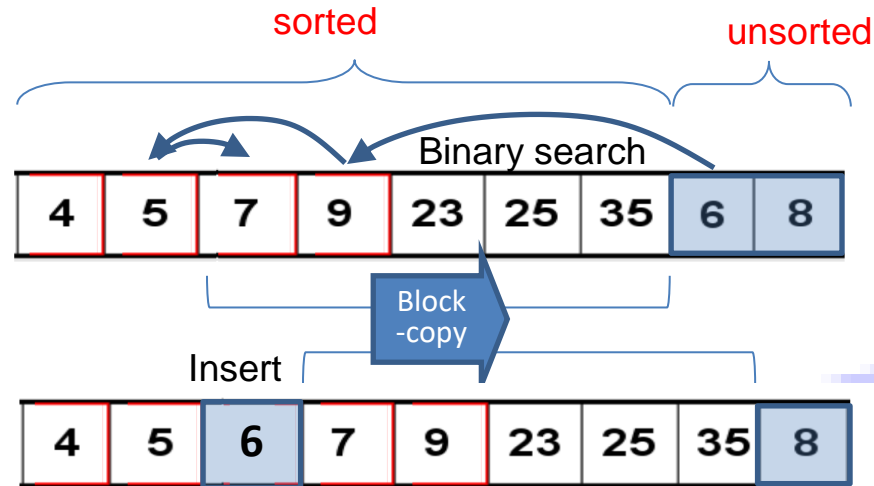 sorted
unsorted
Binary search
4 5 7 9 23 25 35 6 8
Block
-copy
Insert
4 5 6 7 9 23 25 35 8